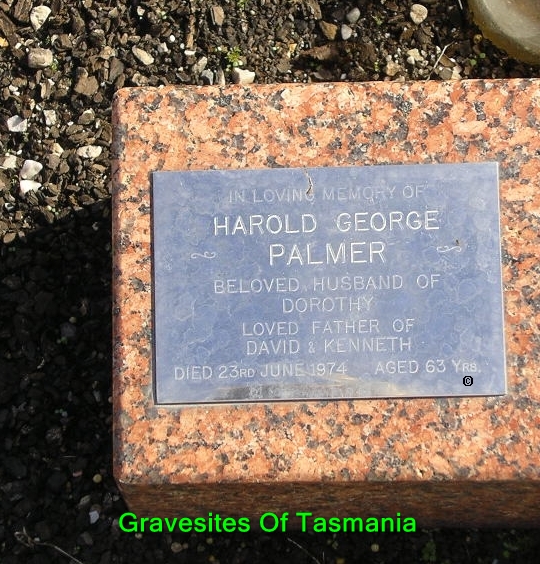 IN LOVING MEMORY OF
HAROLD GEORGE
PALMER
BELOVED HUSBAND OF
DOROTHY
LOVED FATHER OF
DAVID & KENNETH
DIED 23RD JUNE 1974 AGED 63 YRS.
©
Gravesites Of Tasmania